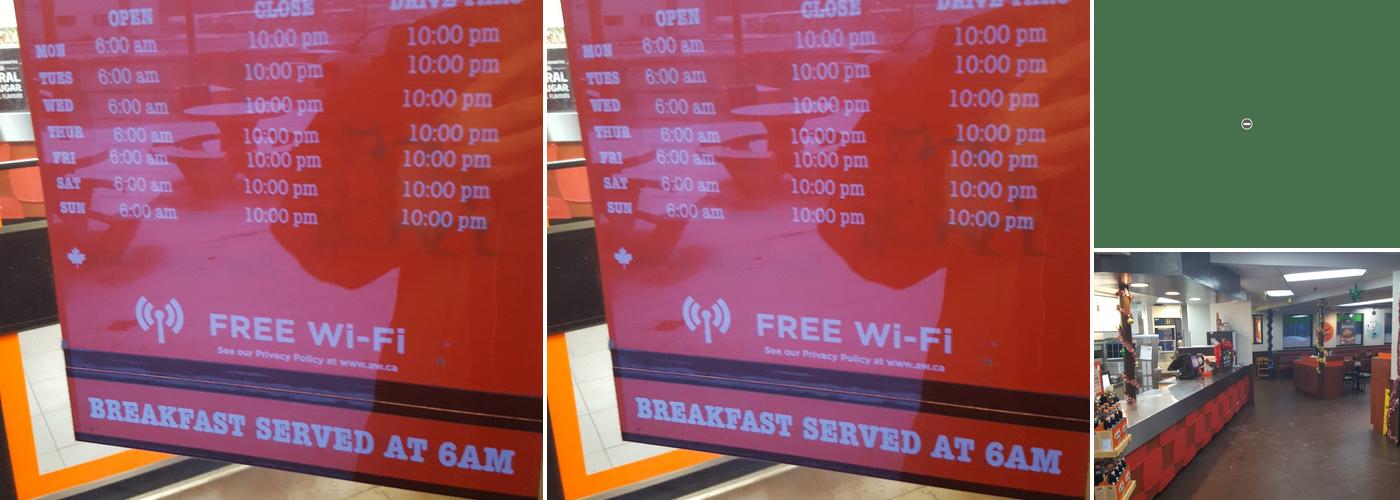 OPEN CLOSE DRIVE-THRU
MON 6:00 am 10:00 pm 10:00 pm
TUES 6:00 am 10:00 pm 10:00 pm
WED 6:00 am 10:00 pm 10:00 pm
THUR 6:00 am 10:00 pm 10:00 pm
FRI 6:00 am 10:00 pm 10:00 pm
SAT 6:00 am 10:00 pm 10:00 pm
SUN 6:00 am 10:00 pm 10:00 pm
FREE Wi-Fi
See our Privacy Policy at www.aw.ca
BREAKFAST SERVED AT 6AM
OPEN CLOSE DRIVE-THRU
MON 6:00 am 10:00 pm 10:00 pm
TUES 6:00 am 10:00 pm 10:00 pm
WED 6:00 am 10:00 pm 10:00 pm
THUR 6:00 am 10:00 pm 10:00 pm
FRI 6:00 am 10:00 pm 10:00 pm
SAT 6:00 am 10:00 pm 10:00 pm
SUN 6:00 am 10:00 pm 10:00 pm
FREE Wi-Fi
See our Privacy Policy at www.aw.ca
BREAKFAST SERVED AT 6AM